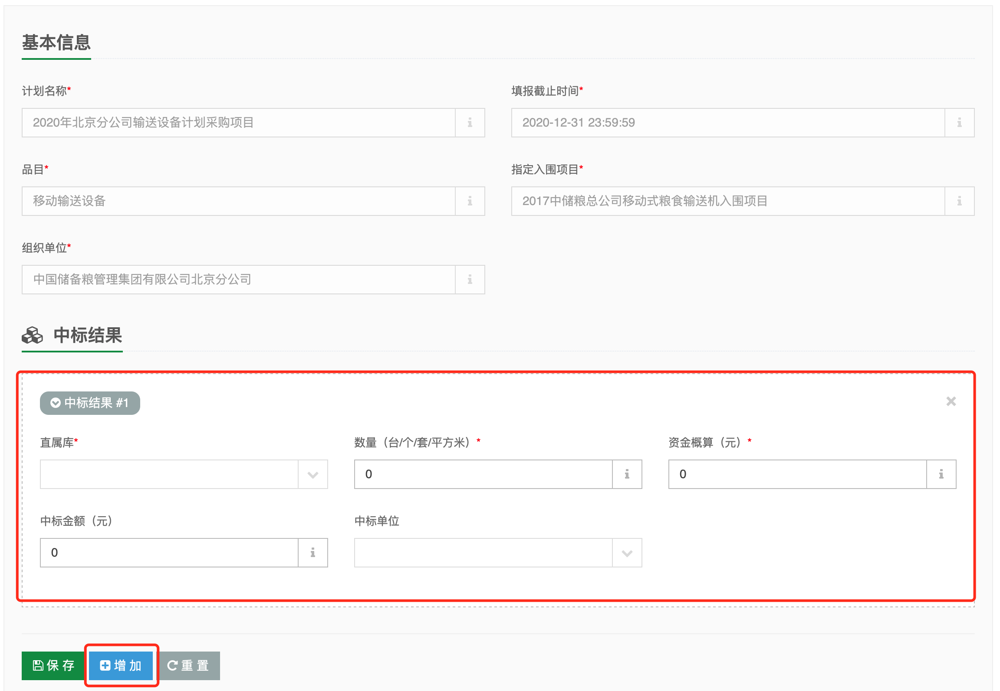 基本信息
计划名称* 填报截止时间*
2020年北京分公司输送设备计划采购项目 2020-12-31 23:59:59
品目* 指定入围项目*
移动输送设备 2017中储粮总公司移动式粮食输送机入围项目
组织单位*
中国储备粮管理集团有限公司北京分公司
中标结果
中标结果 #1
直属库* 数量（台/个/套/平方米）* 资金概算（元）*
0 0
中标金额（元） 中标单位
0
保存 增加 重置